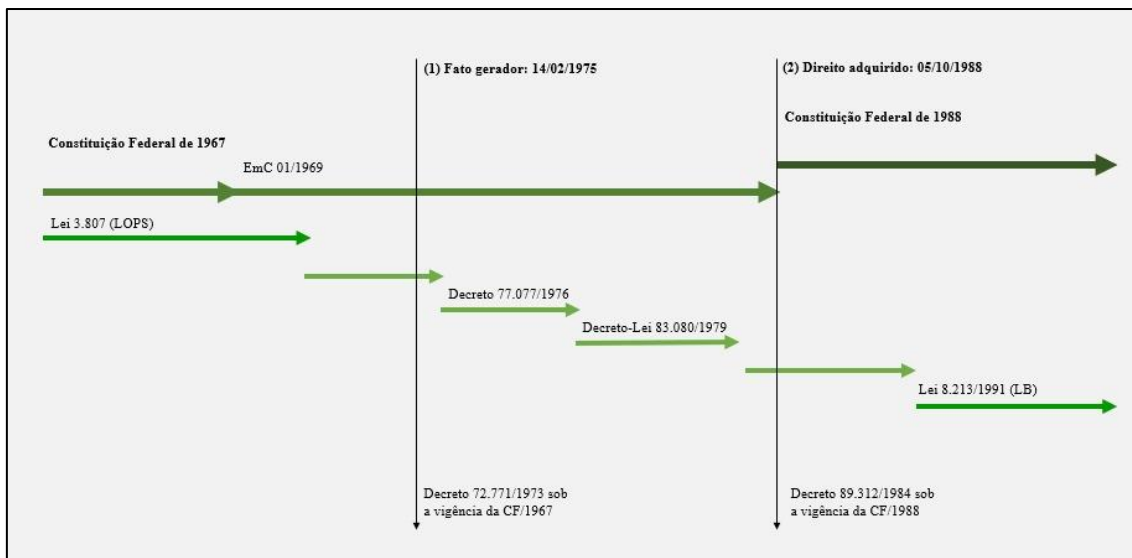 (1) Fato gerador: 14/02/1975
(2) Direito adquirido: 05/10/1988
Constituição Federal de 1988
Constituição Federal de 1967
EmC 01/1969
Lei 3.807 (LOPS)
Decreto 77.077/1976
Decreto-Lei 83.080/1979
Lei 8.213/1991 (LB)
Decreto 72.771/1973 sob
a vigência da CF/1967
Decreto 89.312/1984 sob
a vigência da CF/1988